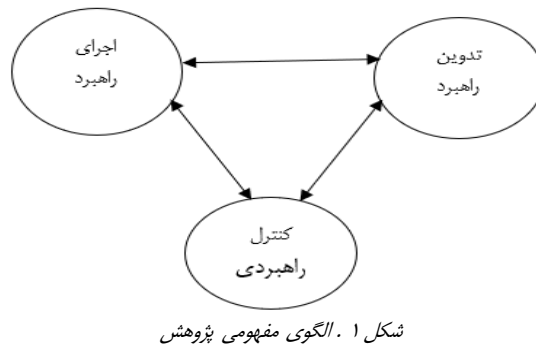 تدوین
راهبرد
اجرای
راهبرد
کنترل
راهبردی
شکل ۱ . الگوی مفهومی پژوهش